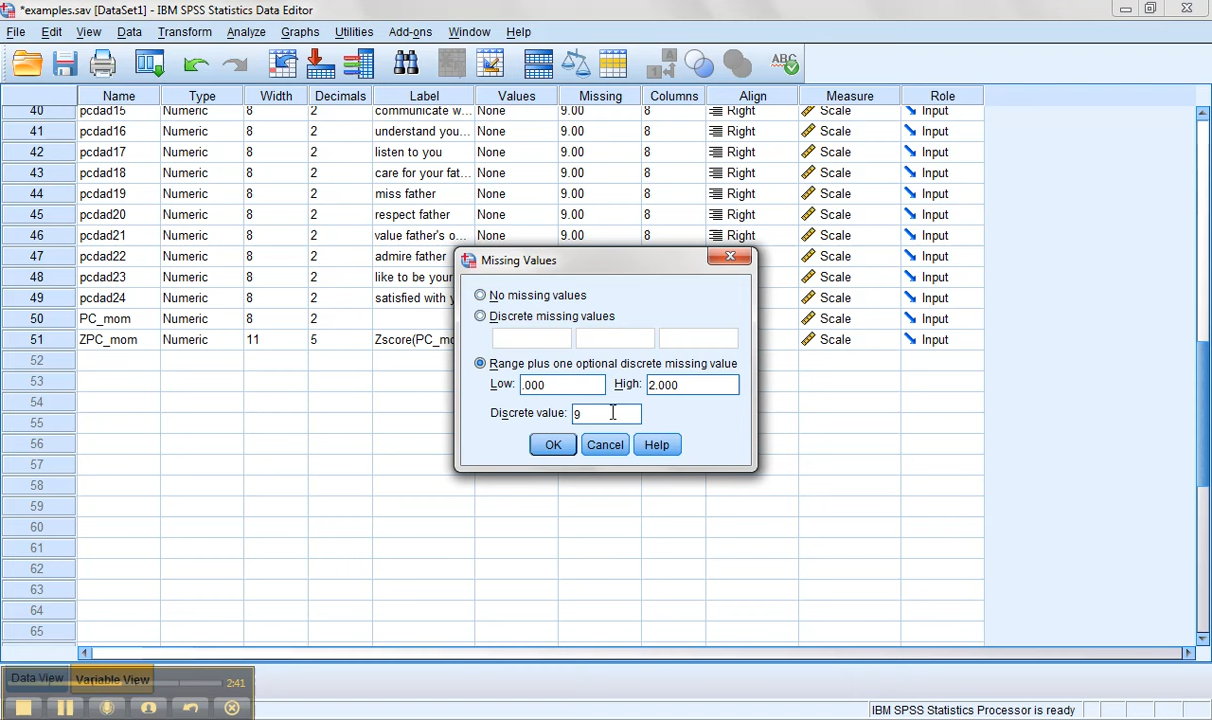 *examples.sav [DataSet1] - IBM SPSS Statistics Data Editor
File Edit View Data Transform Analyze Graphs Utilities Add-ons Window Help
ABC
Name Type Width Decimals Label Values Missing Columns Align Measure Role
40 pcdad15 Numeric 8 2 communicate w... None 9.00 8 Right Scale Input
41 pcdad16 Numeric 8 2 understand you... None 9.00 8 Right Scale Input
42 pcdad17 Numeric 8 2 listen to you None 9.00 8 Right Scale Input
43 pcdad18 Numeric 8 2 care for your fat... None 9.00 8 Right Scale Input
44 pcdad19 Numeric 8 2 miss father None 9.00 8 Right Scale Input
45 pcdad20 Numeric 8 2 respect father None 9.00 8 Right Scale Input
46 pcdad21 Numeric 8 2 value father's o... None 9.00 8 Right Scale Input
47 pcdad22 Numeric 8 2 admire father Scale Input
48 pcdad23 Numeric 8 2 like to be your Scale Input
49 pcdad24 Numeric 8 2 satisfied with Scale Input
50 PC_mom Numeric 8 2 Scale Input
51 ZPC_mom Numeric 11 5 Zscore(PC_mo Scale Input
52
53
54
55
56
57
58
59
60
61
62
63
64
65
Missing Values
No missing values
Discrete missing values
Range plus one optional discrete missing value
Low: .000 High: 2.000
Discrete value: 9
OK Cancel Help
Data View Variable View 2:41
IBM SPSS Statistics Processor is ready